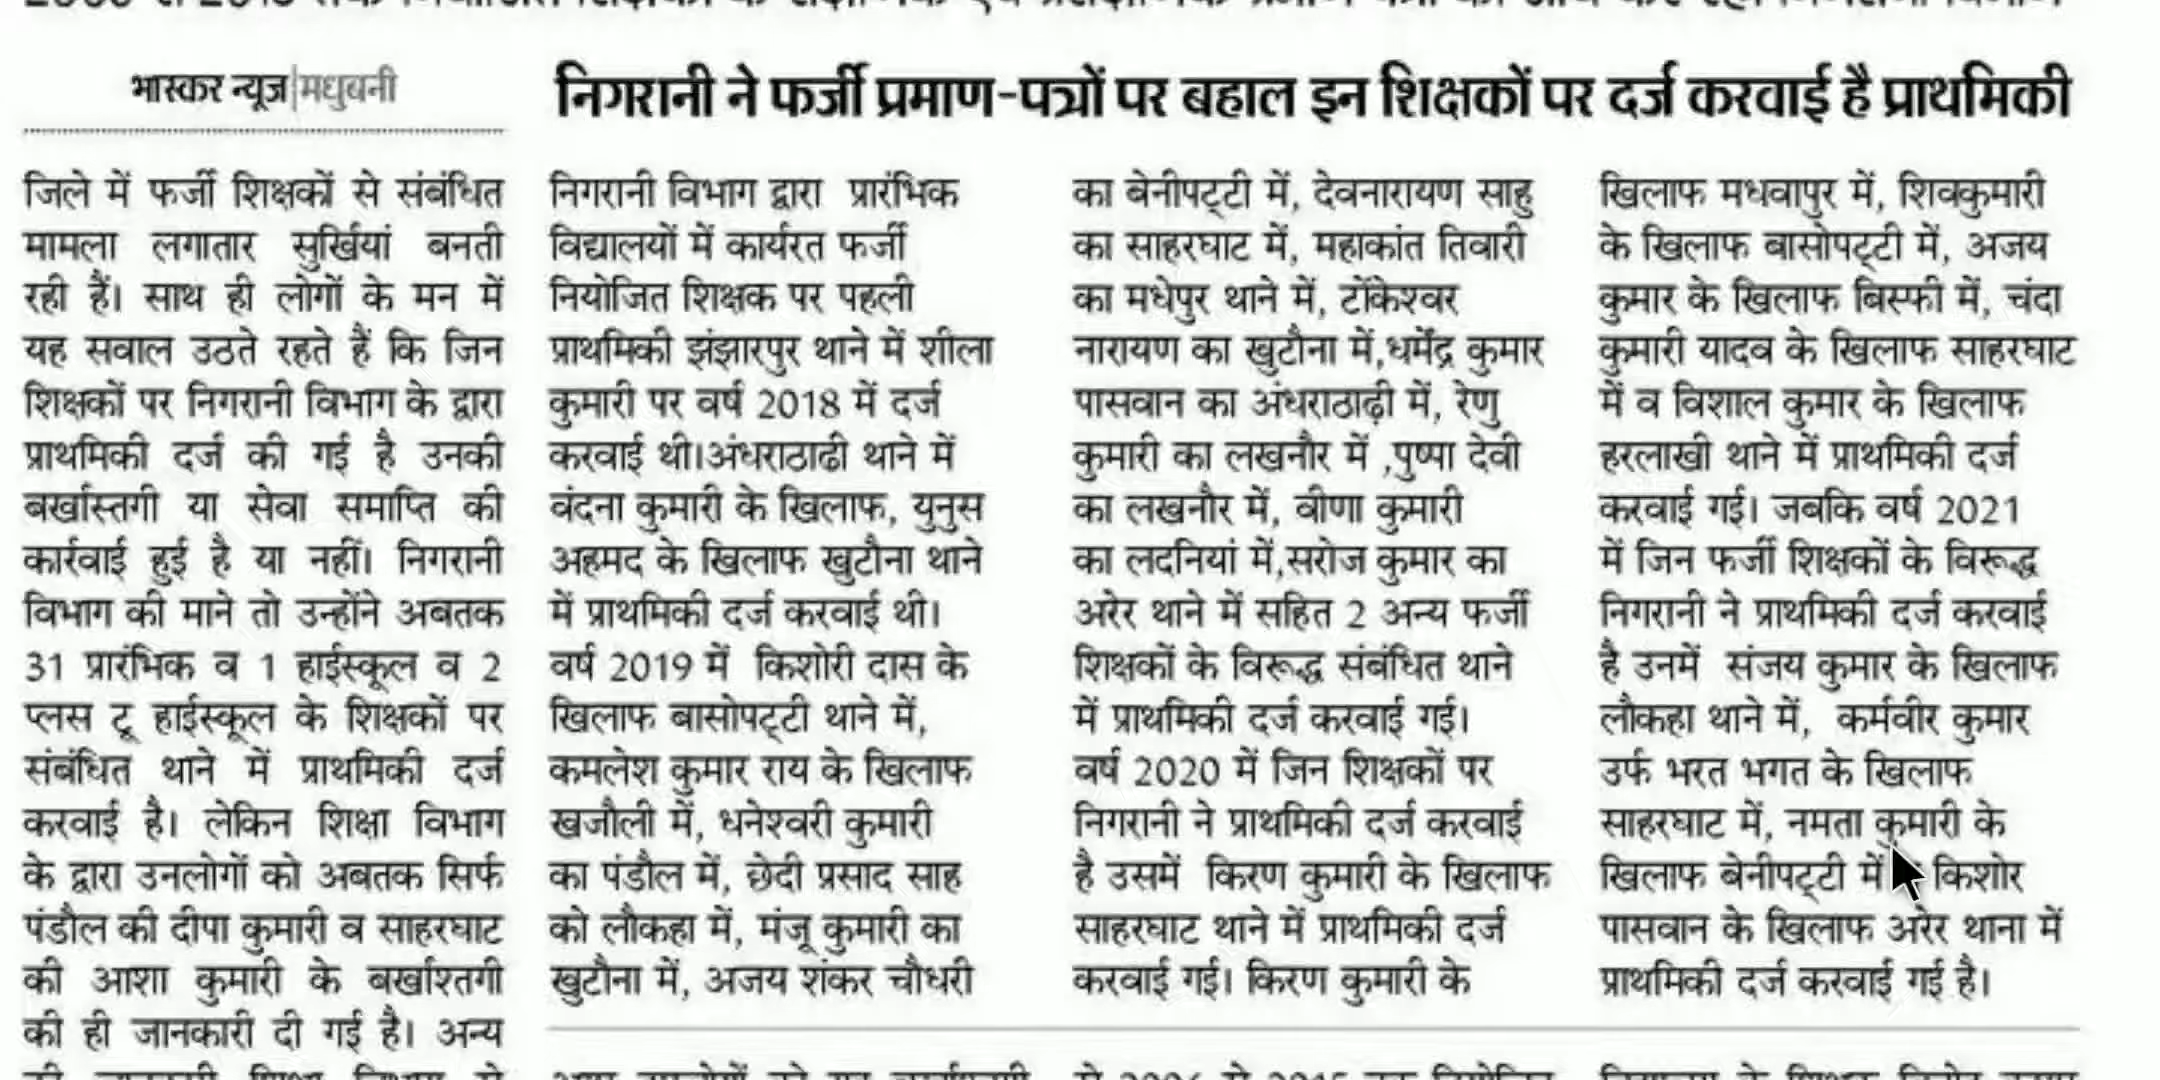 भास्कर न्यूज|मधुबनी
जिले में फर्जी शिक्षकों से संबंधित
मामला लगातार सुर्खियां बनती
रही हैं। साथ ही लोगों के मन में
यह सवाल उठते रहते हैं कि जिन
शिक्षकों पर निगरानी विभाग के द्वारा
प्राथमिकी दर्ज की गई है उनकी
बर्खास्तगी या सेवा समाप्ति की
कार्रवाई हुई है या नहीं। निगरानी
विभाग की माने तो उन्होंने अबतक
31 प्रारंभिक व 1 हाईस्कूल व 2
प्लस टू हाईस्कूल के शिक्षकों पर
संबंधित थाने में प्राथमिकी दर्ज
करवाई है। लेकिन शिक्षा विभाग
के द्वारा उनलोगों को अबतक सिर्फ
पंडौल की दीपा कुमारी व साहरघाट
की आशा कुमारी के बर्खाश्तगी
की ही जानकारी दी गई है। अन्य
निगरानी ने फर्जी प्रमाण-पत्रों पर बहाल इन शिक्षकों पर दर्ज करवाई है प्राथमिकी
निगरानी विभाग द्वारा प्रारंभिक
विद्यालयों में कार्यरत फर्जी
नियोजित शिक्षक पर पहली
प्राथमिकी झंझारपुर थाने में शीला
कुमारी पर वर्ष 2018 में दर्ज
करवाई थी।अंधराठाढी थाने में
वंदना कुमारी के खिलाफ, युनुस
अहमद के खिलाफ खुटौना थाने
में प्राथमिकी दर्ज करवाई थी।
वर्ष 2019 में किशोरी दास के
खिलाफ बासोपट्टी थाने में,
कमलेश कुमार राय के खिलाफ
खजौली में, धनेश्वरी कुमारी
का पंडौल में, छेदी प्रसाद साह
को लौकहा में, मंजू कुमारी का
खुटौना में, अजय शंकर चौधरी
का बेनीपट्टी में, देवनारायण साहु
का साहरघाट में, महाकांत तिवारी
का मधेपुर थाने में, टोंकेश्वर
नारायण का खुटौना में,धर्मेंद्र कुमार
पासवान का अंधराठाढ़ी में, रेणु
कुमारी का लखनौर में ,पुष्पा देवी
का लखनौर में, वीणा कुमारी
का लदनियां में,सरोज कुमार का
अरेर थाने में सहित 2 अन्य फर्जी
शिक्षकों के विरूद्ध संबंधित थाने
में प्राथमिकी दर्ज करवाई गई।
वर्ष 2020 में जिन शिक्षकों पर
निगरानी ने प्राथमिकी दर्ज करवाई
है उसमें किरण कुमारी के खिलाफ
साहरघाट थाने में प्राथमिकी दर्ज
करवाई गई। किरण कुमारी के
खिलाफ मधवापुर में, शिवकुमारी
के खिलाफ बासोपट्टी में, अजय
कुमार के खिलाफ बिस्फी में, चंदा
कुमारी यादव के खिलाफ साहरघाट
में व विशाल कुमार के खिलाफ
हरलाखी थाने में प्राथमिकी दर्ज
करवाई गई। जबकि वर्ष 2021
में जिन फर्जी शिक्षकों के विरूद्ध
निगरानी ने प्राथमिकी दर्ज करवाई
है उनमें संजय कुमार के खिलाफ
लौकहा थाने में, कर्मवीर कुमार
उर्फ भरत भगत के खिलाफ
साहरघाट में, नमता कुमारी के
खिलाफ बेनीपट्टी में किशोर
पासवान के खिलाफ अरेर थाना में
प्राथमिकी दर्ज करवाई गई है।